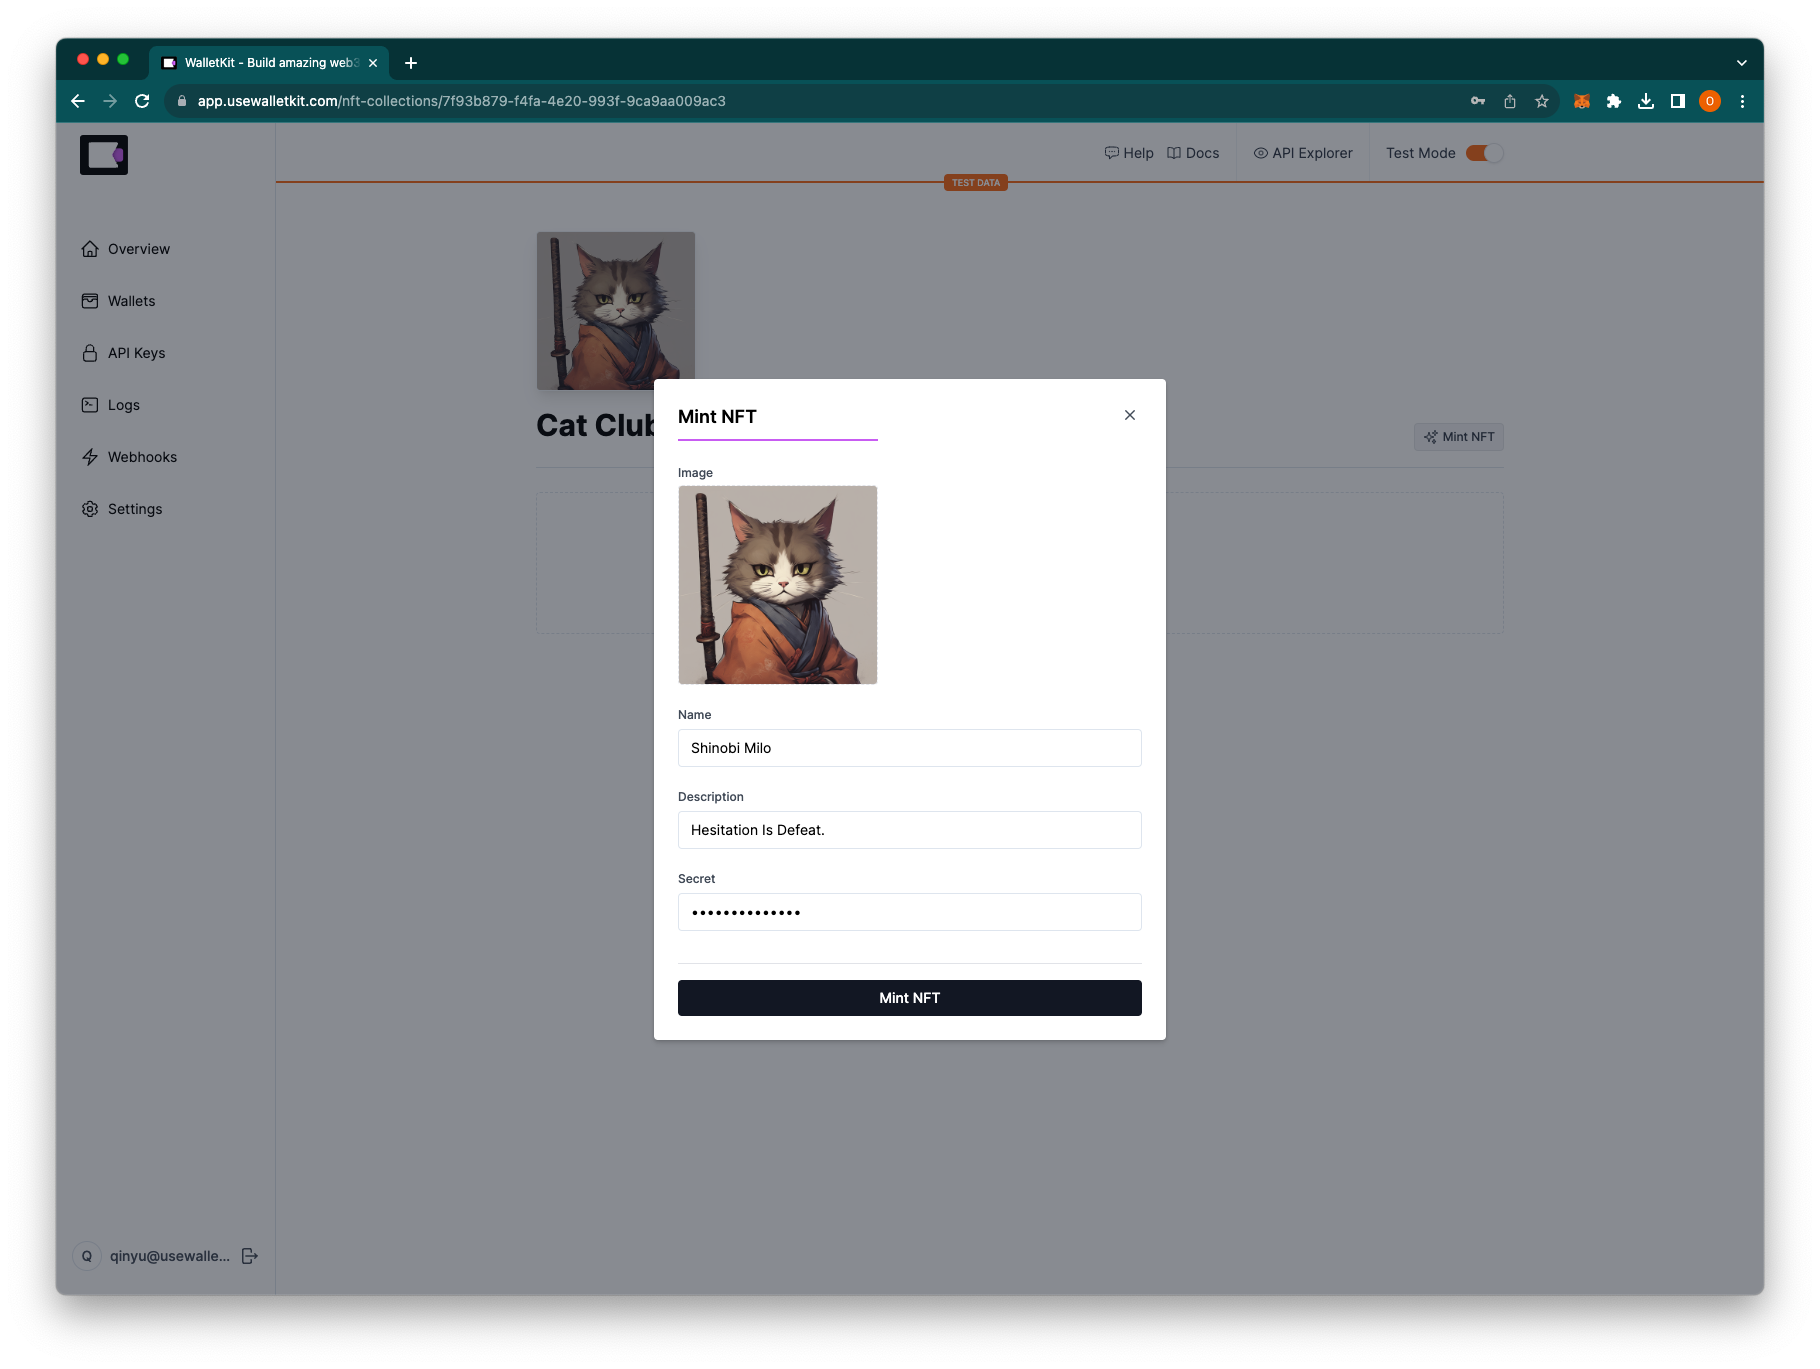 WalletKit - Build amazing web3
app.usewalletkit.com/nft-collections/7f93b879-f4fa-4e20-993f-9ca9aa009ac3
O
Help
Docs
API Explorer
Test Mode
TEST DATA
Overview
Wallets
API Keys
Logs
Webhooks
Settings
Cat Club
Mint NFT
Mint NFT
Image
Name
Shinobi Milo
Description
Hesitation Is Defeat.
Secret
••••••••••••••
Mint NFT
Q
qinyu@usewalle...